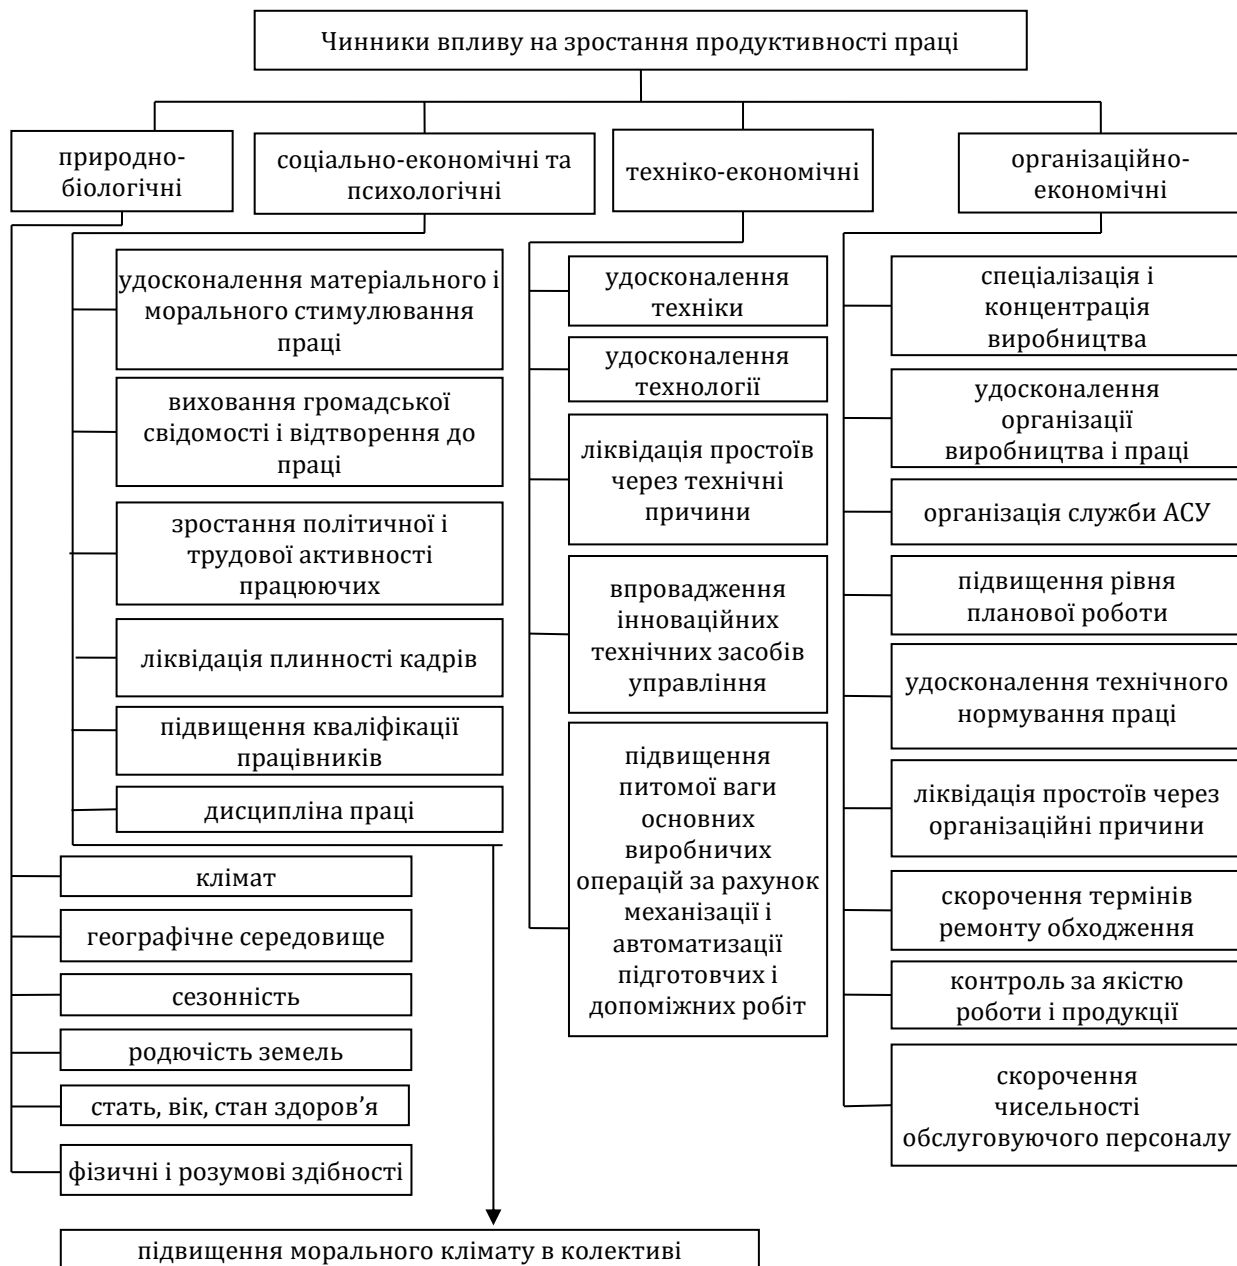 Чинники впливу на зростання продуктивності праці
природно-
біологічні
соціально-економічні та
психологічні
техніко-економічні
організаційно-
економічні
удосконалення матеріального і
морального стимулювання
праці
виховання громадської
свідомості і відтворення до
праці
зростання політичної і
трудової активності
працюючих
ліквідація плинності кадрів
підвищення кваліфікації
працівників
дисципліна праці
клімат
географічне середовище
сезонність
родючість земель
стать, вік, стан здоров’я
фізичні і розумові здібності
підвищення морального клімату в колективі
удосконалення
техніки
удосконалення
технології
ліквідація простоїв
через технічні
причини
впровадження
інноваційних
технічних засобів
управління
підвищення
питомої ваги
основних
виробничих
операцій за рахунок
механізації і
автоматизації
підготовчих і
допоміжних робіт
спеціалізація і
концентрація
виробництва
удосконалення
організації
виробництва і праці
організація служби АСУ
підвищення рівня
планової роботи
удосконалення технічного
нормування праці
ліквідація простоїв через
організаційні причини
скорочення термінів
ремонту обходження
контроль за якістю
роботи і продукції
скорочення
чисельності
обслуговуючого персоналу